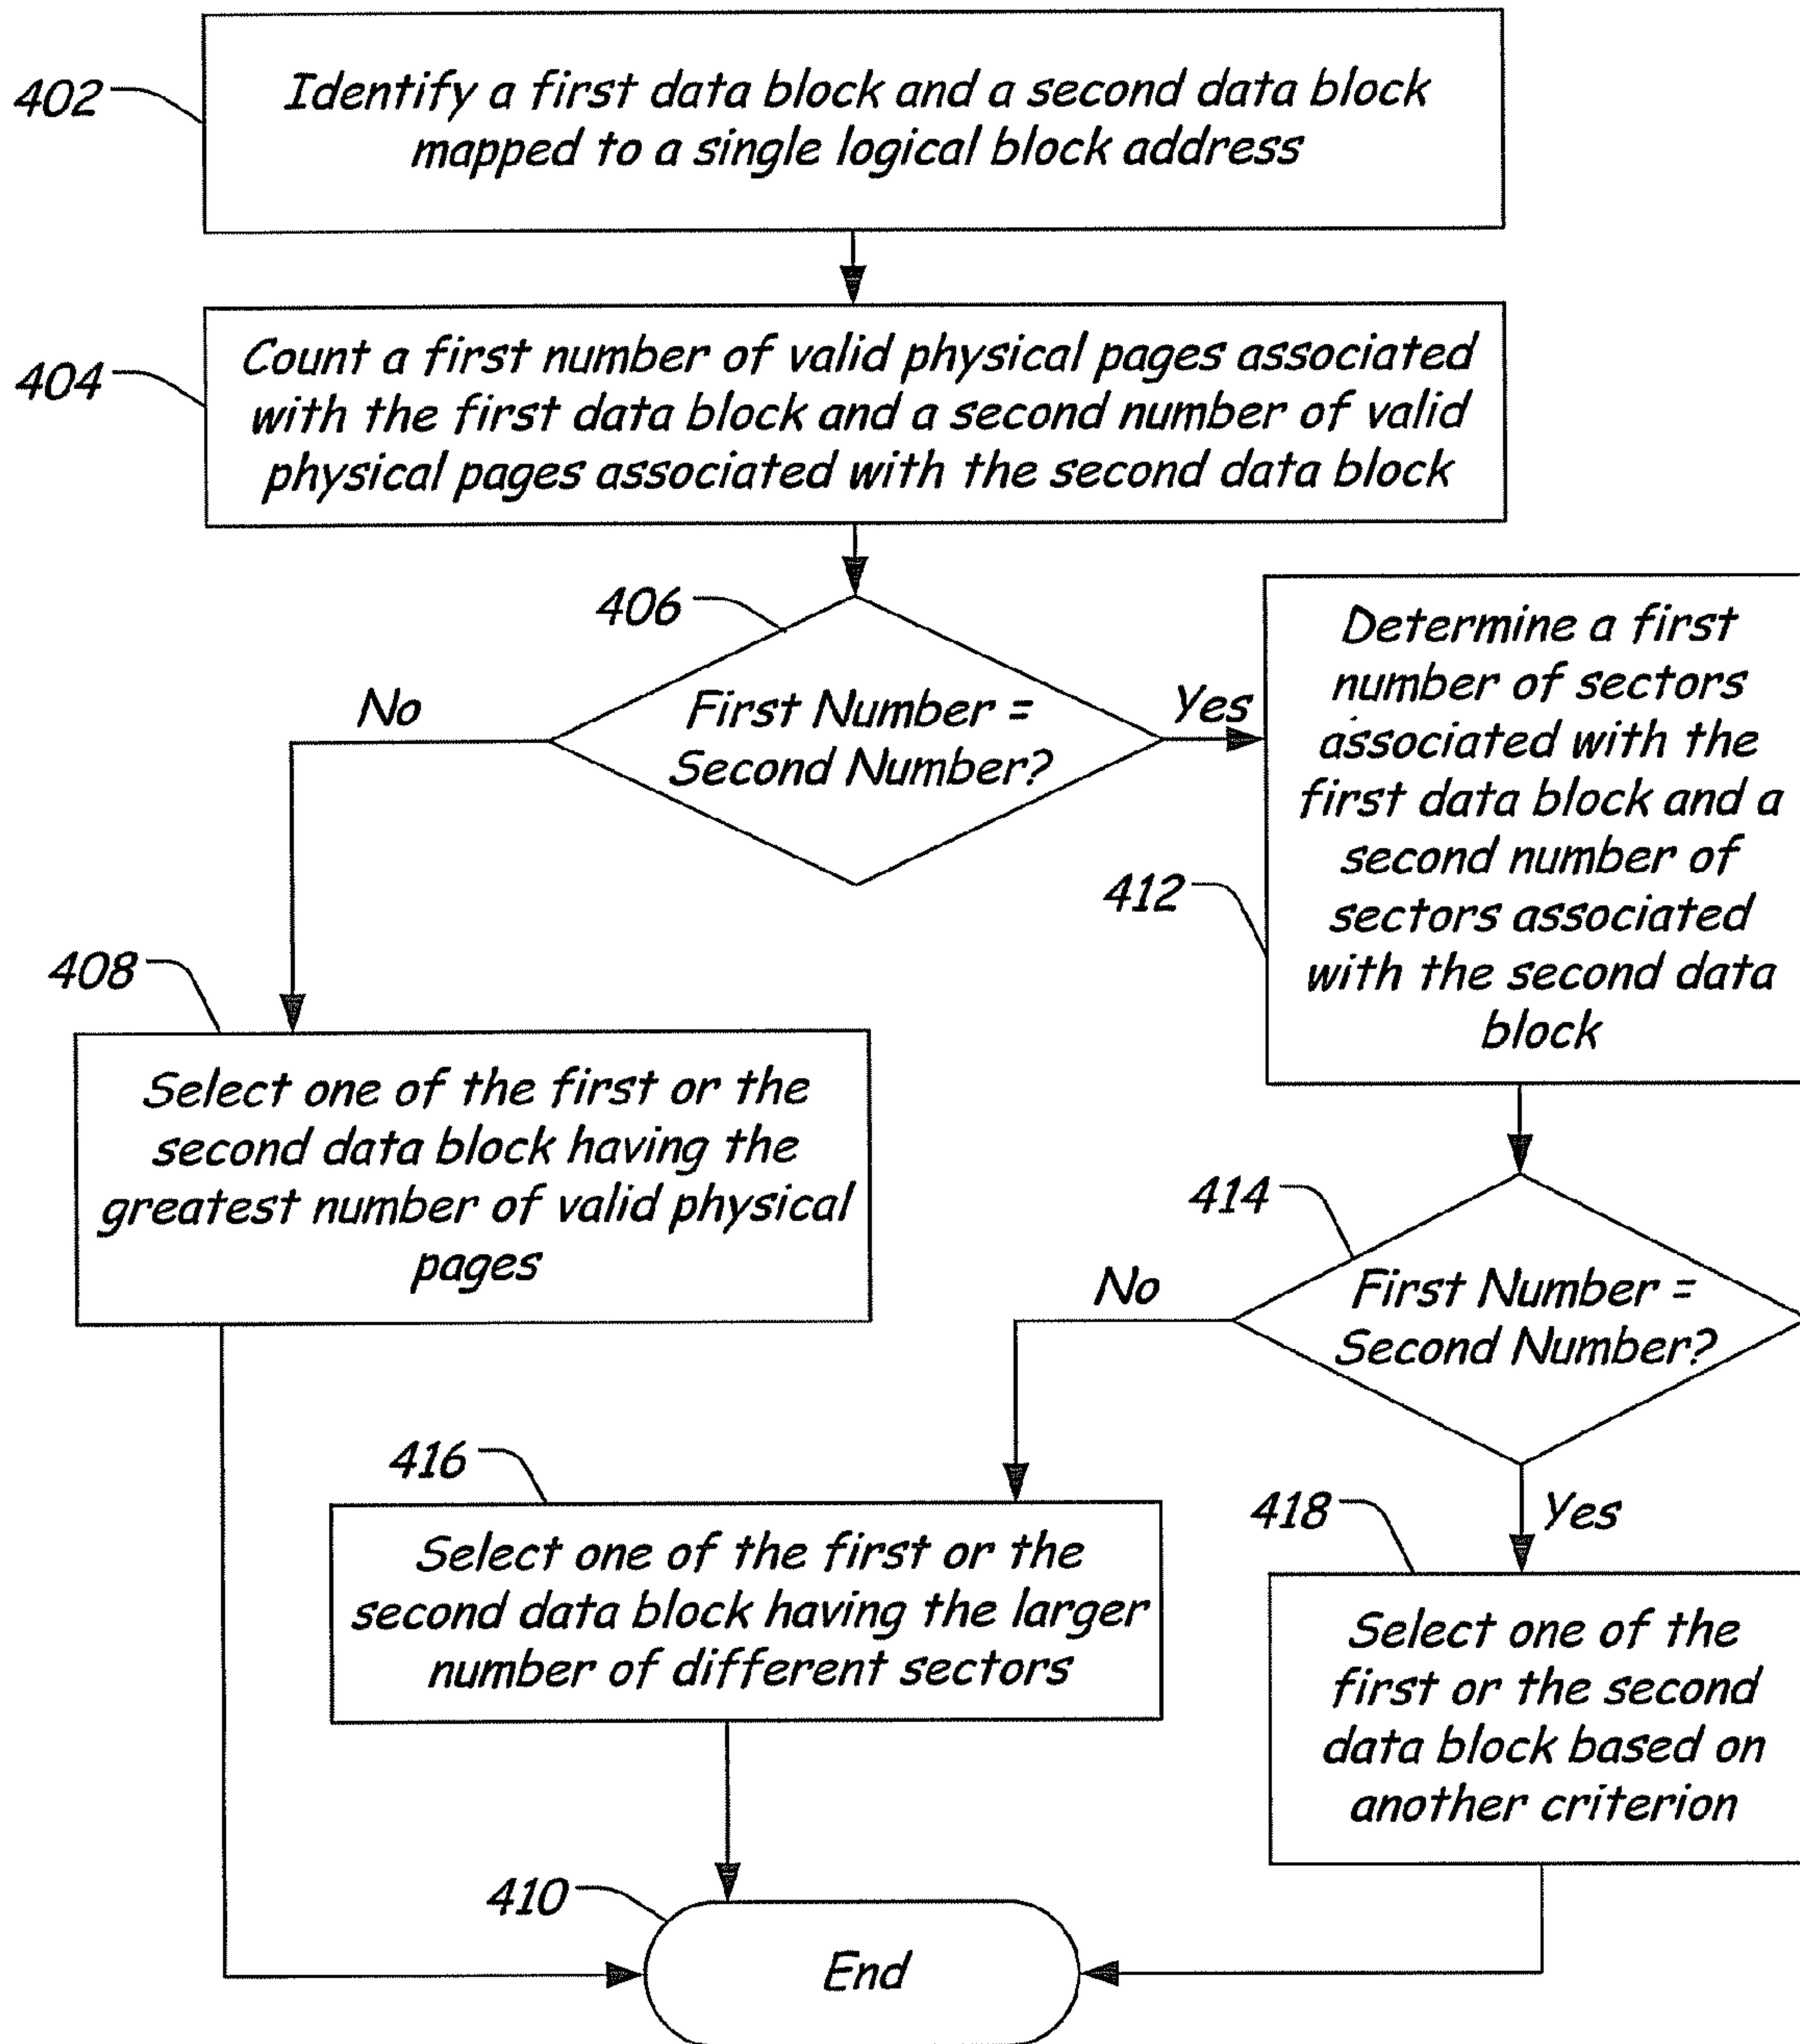 402
Identify a first data block and a second data block
mapped to a single logical block address
404
Count a first number of valid physical pages associated
with the first data block and a second number of valid
physical pages associated with the second data block
406
First Number =
Second Number?
No
Yes
Determine a first
number of sectors
associated with the
first data block and a
second number of
sectors associated
with the second data
block
412
408
Select one of the first or the
second data block having the
greatest number of valid physical
pages
414
First Number =
Second Number?
No
Yes
416
Select one of the first or the
second data block having the larger
number of different sectors
418
Select one of the
first or the second
data block based on
another criterion
410
End